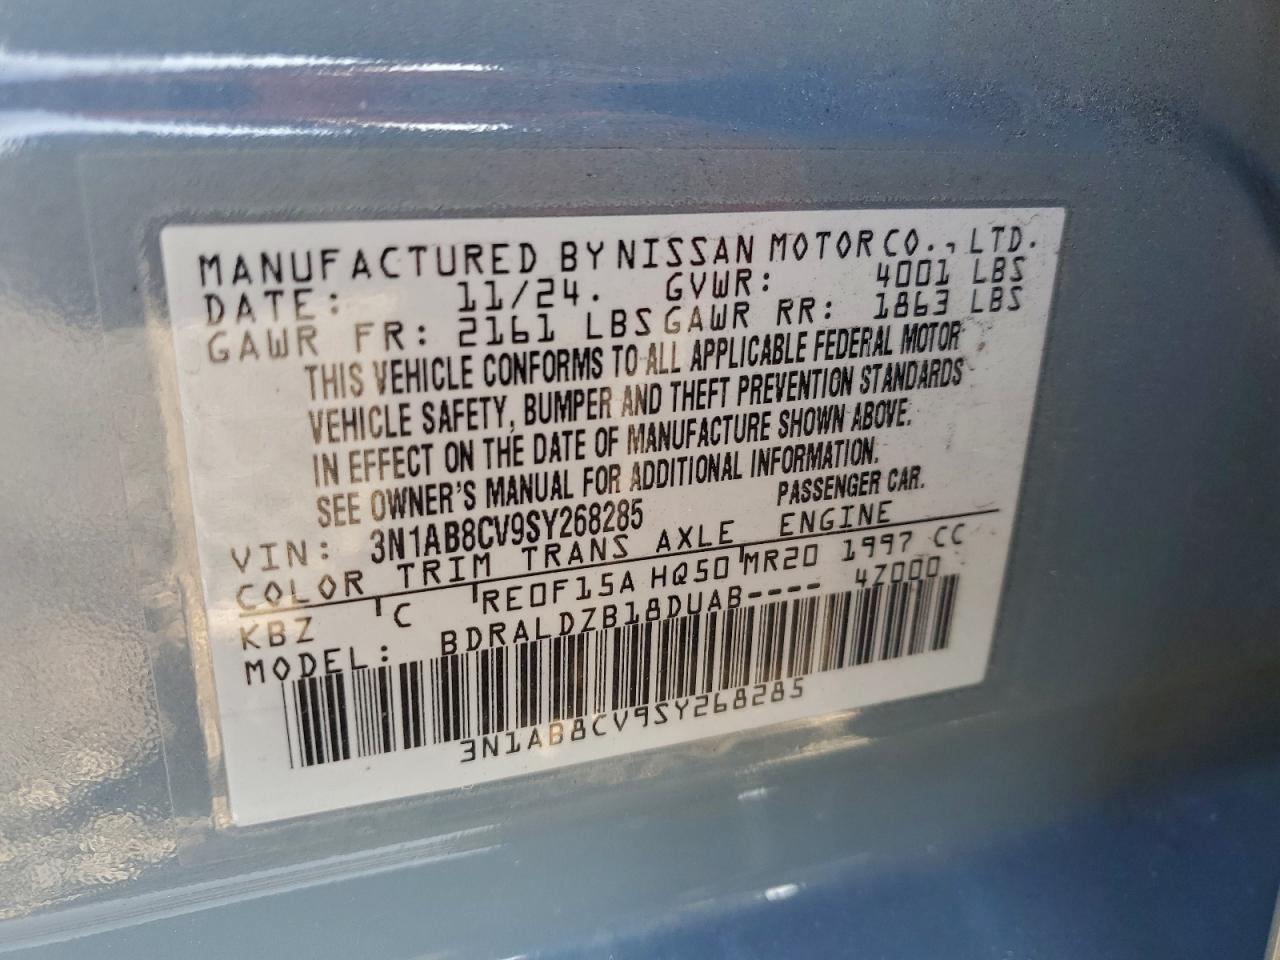 MANUFACTURED BY NISSAN MOTOR CO., LTD.
DATE: 11/24. GVWR: 4001 LBS
GAWR FR: 2161 LBS GAWR RR: 1863 LBS
THIS VEHICLE CONFORMS TO ALL APPLICABLE FEDERAL MOTOR
VEHICLE SAFETY, BUMPER AND THEFT PREVENTION STANDARDS
IN EFFECT ON THE DATE OF MANUFACTURE SHOWN ABOVE.
SEE OWNER'S MANUAL FOR ADDITIONAL INFORMATION.
VIN: 3N1AB8CV9SY268285 PASSENGER CAR.
COLOR TRIM TRANS AXLE ENGINE
KBZ C RE0F15A HQ50 MR20 1997 CC
MODEL: BDRALDZB18DUAB---- 47000
3N1AB8CV9SY268285